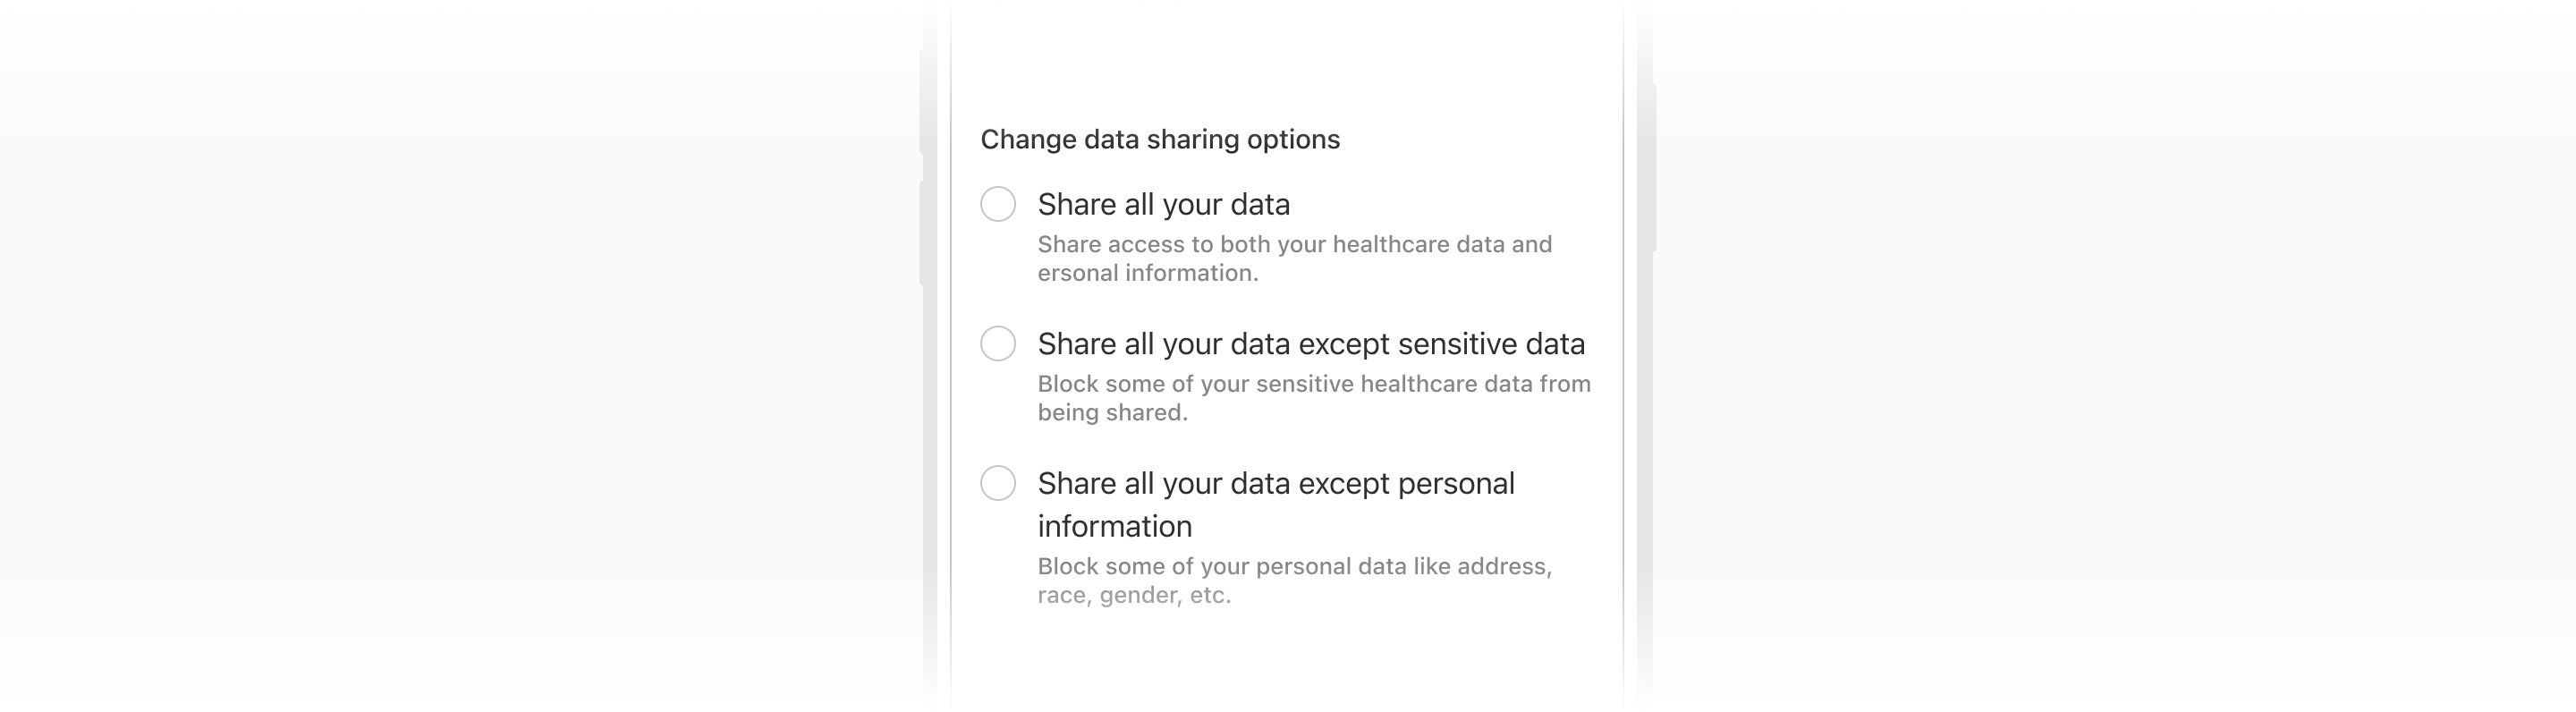 Change data sharing options
Share all your data
Share access to both your healthcare data and
ersonal information.
Share all your data except sensitive data
Block some of your sensitive healthcare data from
being shared.
Share all your data except personal
information
Block some of your personal data like address,
race, gender, etc.